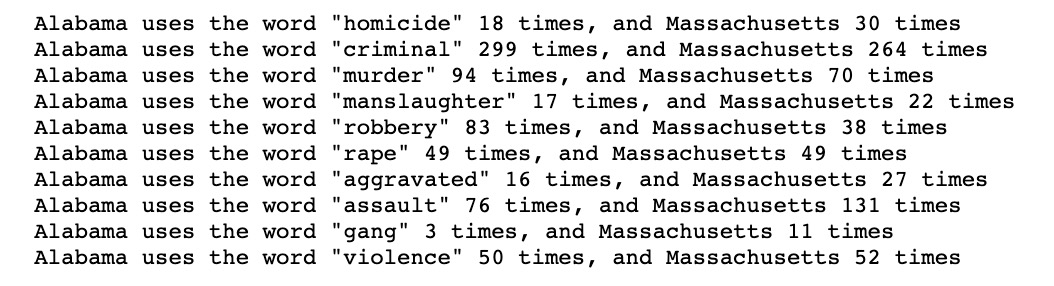 Alabama uses the word "homicide" 18 times, and Massachusetts 30 times
Alabama uses the word "criminal" 299 times, and Massachusetts 264 times
Alabama uses the word "murder" 94 times, and Massachusetts 70 times
Alabama uses the word "manslaughter" 17 times, and Massachusetts 22 times
Alabama uses the word "robbery" 83 times, and Massachusetts 38 times
Alabama uses the word "rape" 49 times, and Massachusetts 49 times
Alabama uses the word "aggravated" 16 times, and Massachusetts 27 times
Alabama uses the word "assault" 76 times, and Massachusetts 131 times
Alabama uses the word "gang" 3 times, and Massachusetts 11 times
Alabama uses the word "violence" 50 times, and Massachusetts 52 times